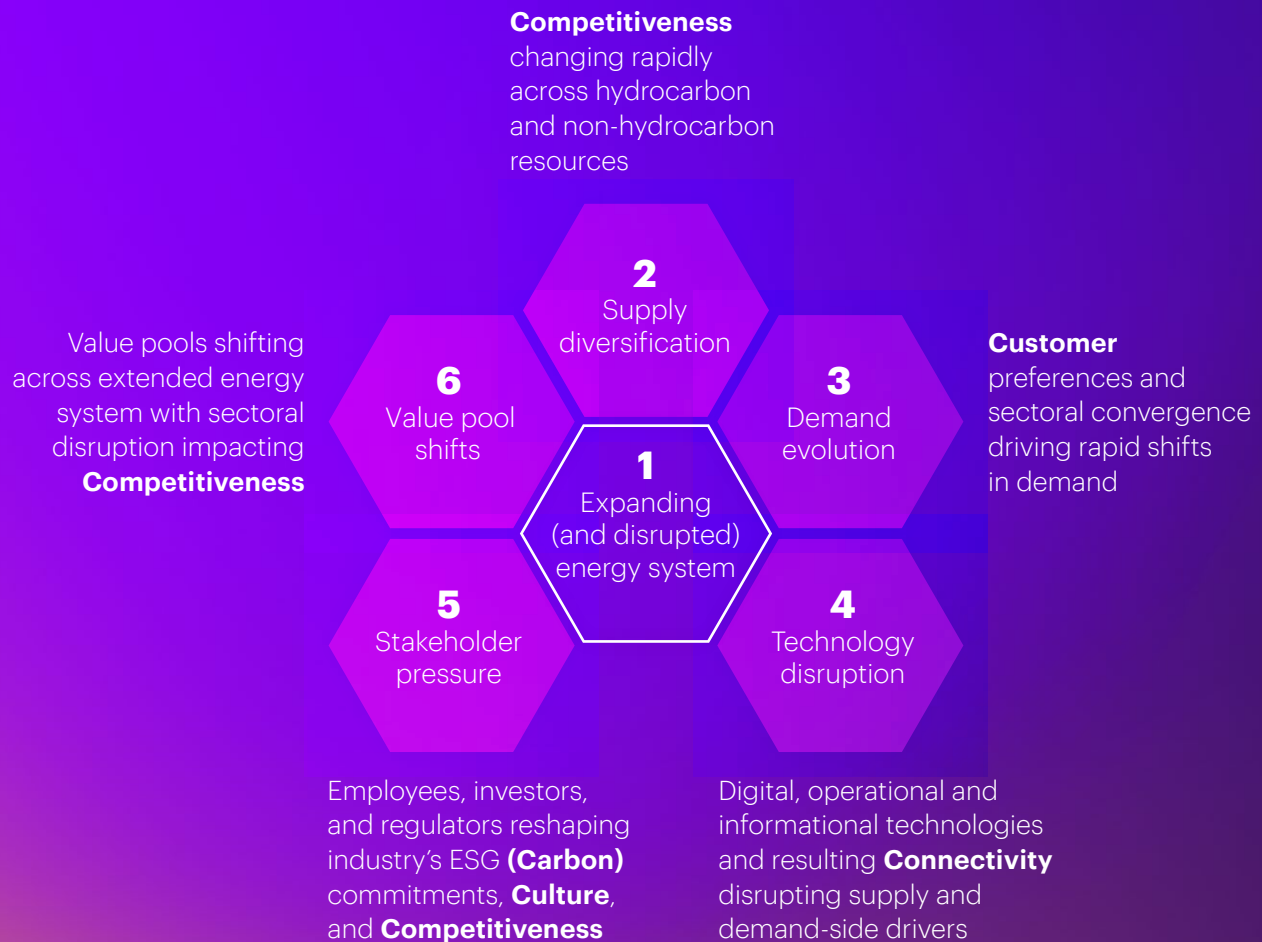 Competitiveness
changing rapidly
across hydrocarbon
and non-hydrocarbon
resources
2
Supply
diversification
Value pools shifting
across extended energy
system with sectoral
disruption impacting
Competitiveness
6
Value pool
shifts
3
Demand
evolution
Customer
preferences and
sectoral convergence
driving rapid shifts
in demand
1
Expanding
(and disrupted)
energy system
5
Stakeholder
pressure
4
Technology
disruption
Employees, investors,
and regulators reshaping
industry’s ESG (Carbon)
commitments, Culture,
and Competitiveness
Digital, operational and
informational technologies
and resulting Connectivity
disrupting supply and
demand-side drivers